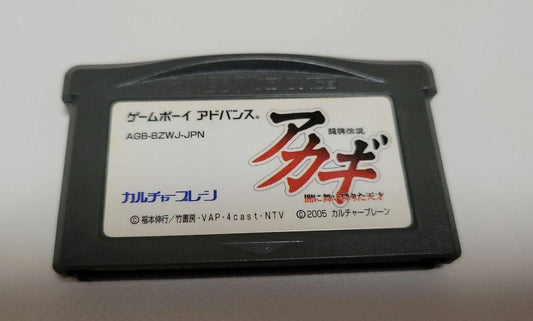 ゲームボーイ アドバンス®
AGB-BZWJ-JPN
闘牌伝説
アカギ
闇に舞い降りた天才
カルチャーブレーン
©福本伸行/竹書房・VAP・4cast・NTV
©2005 カルチャーブレーン